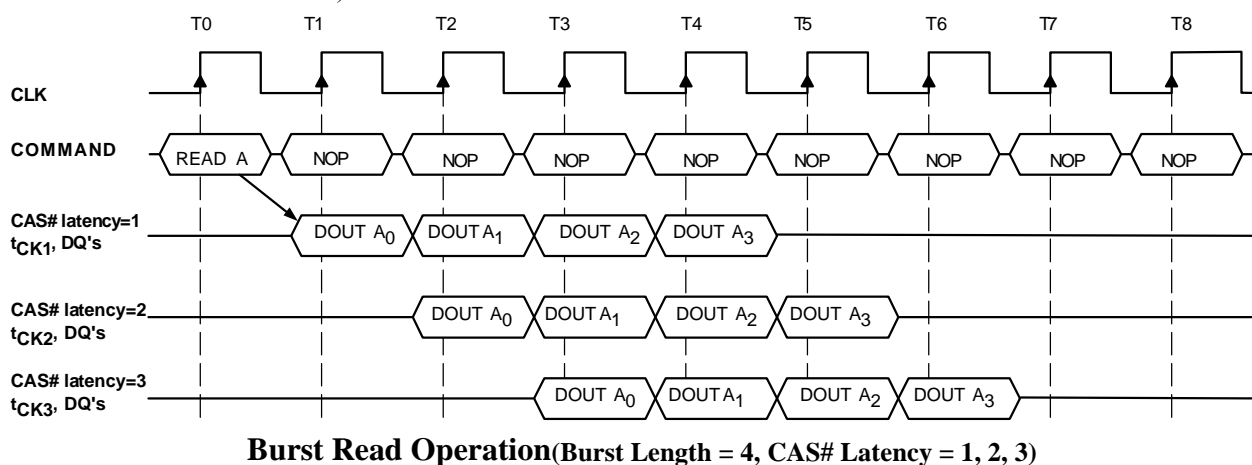 T0 T1 T2 T3 T4 T5 T6 T7 T8
CLK
COMMAND READ A NOP NOP NOP NOP NOP NOP NOP NOP
CAS# latency=1
tCK1, DQ's
DOUT A0 DOUT A1 DOUT A2 DOUT A3
CAS# latency=2
tCK2, DQ's
DOUT A0 DOUT A1 DOUT A2 DOUT A3
CAS# latency=3
tCK3, DQ's
DOUT A0 DOUT A1 DOUT A2 DOUT A3
Burst Read Operation(Burst Length = 4, CAS# Latency = 1, 2, 3)